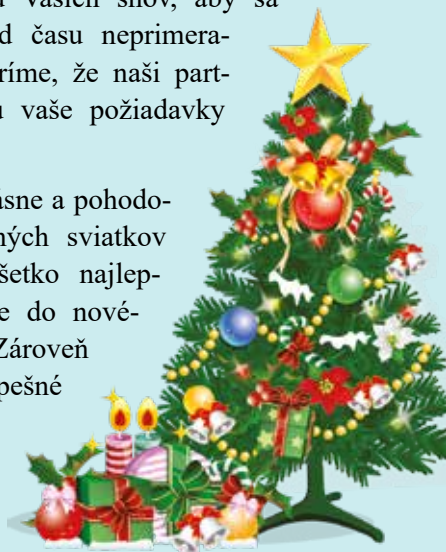 vašich snov, aby sa
času neprimera-
ríme, že naši part-
vaše požiadavky
ásne a pohodo-
ných sviatkov
šetko najlep-
e do nové-
Zároveň
pešné